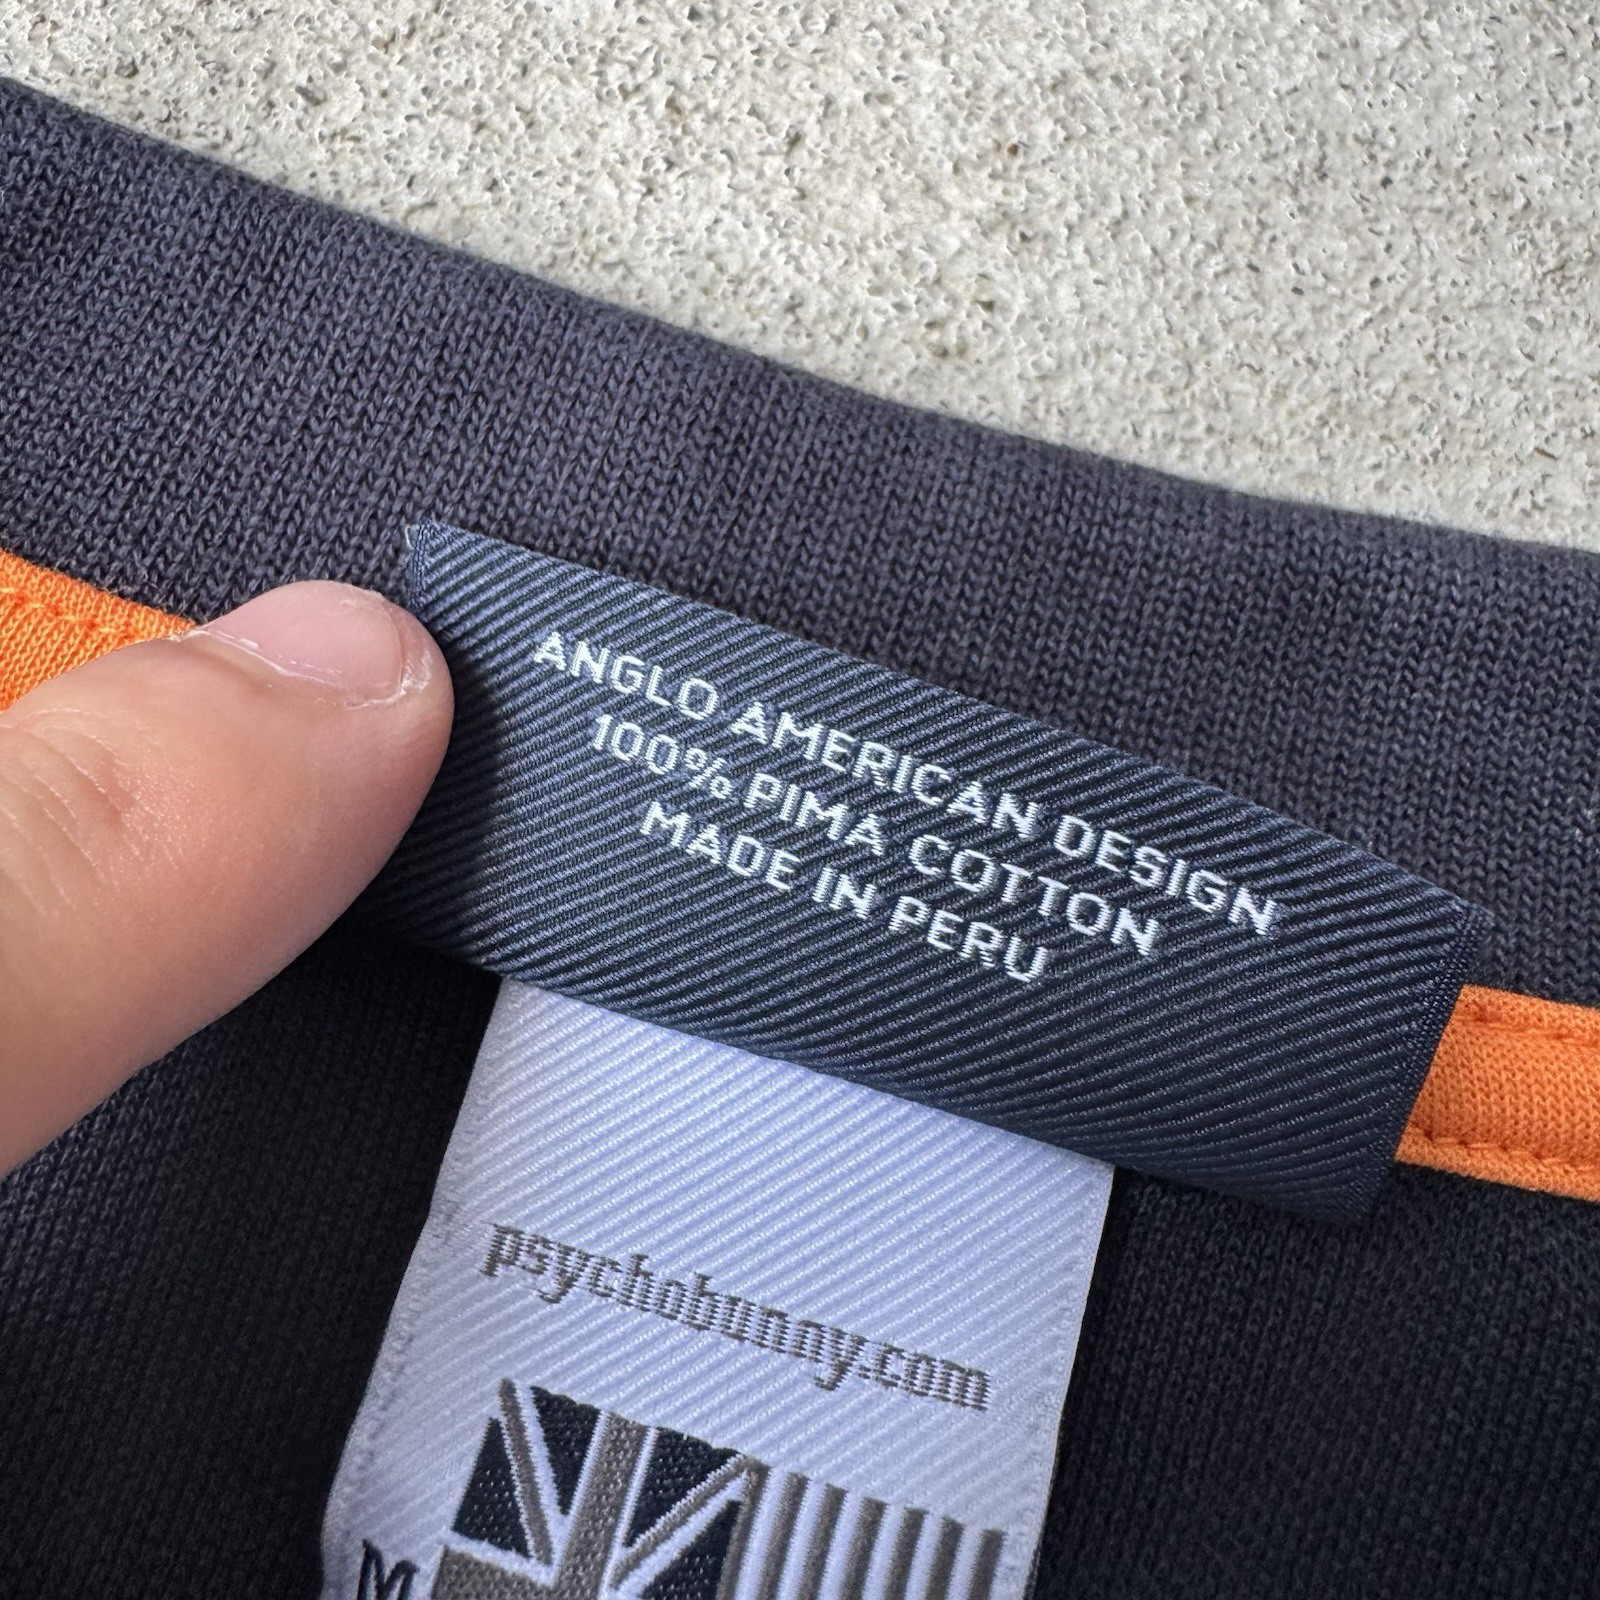 ANGLO AMERICAN DESIGN
100% PIMA COTTON
MADE IN PERU
psychobunny.com
M